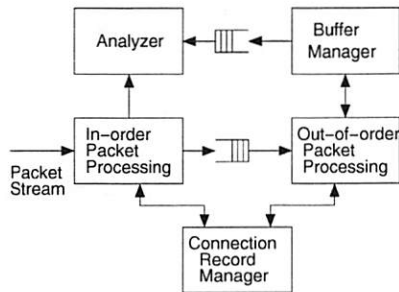 Analyzer
Buffer
Manager
In-order
Packet
Processing
Out-of-order
Packet
Processing
Packet
Stream
Connection
Record
Manager